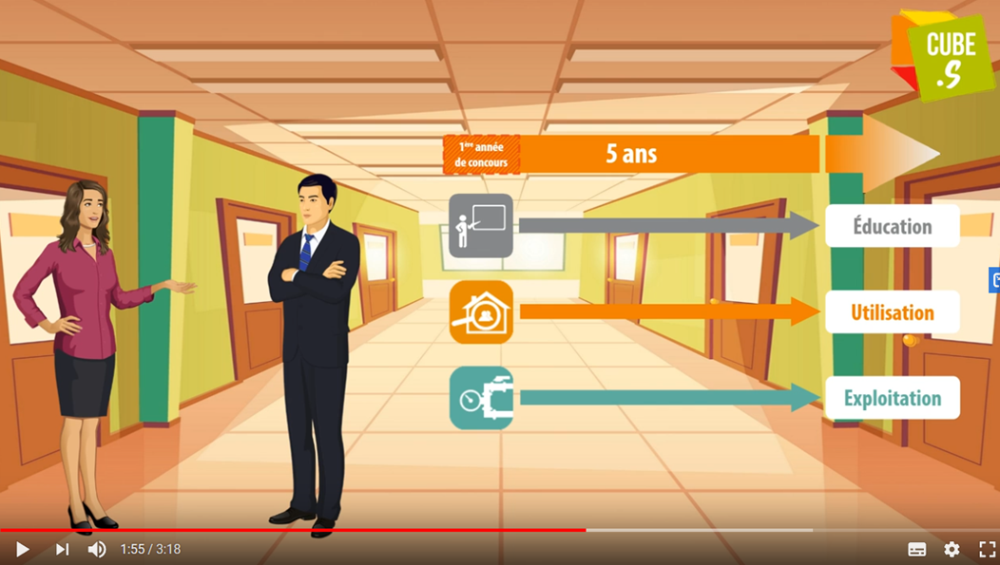 CUBE
.S
1ère année
de concours
5 ans
Éducation
Utilisation
Exploitation
1:55 / 3:18